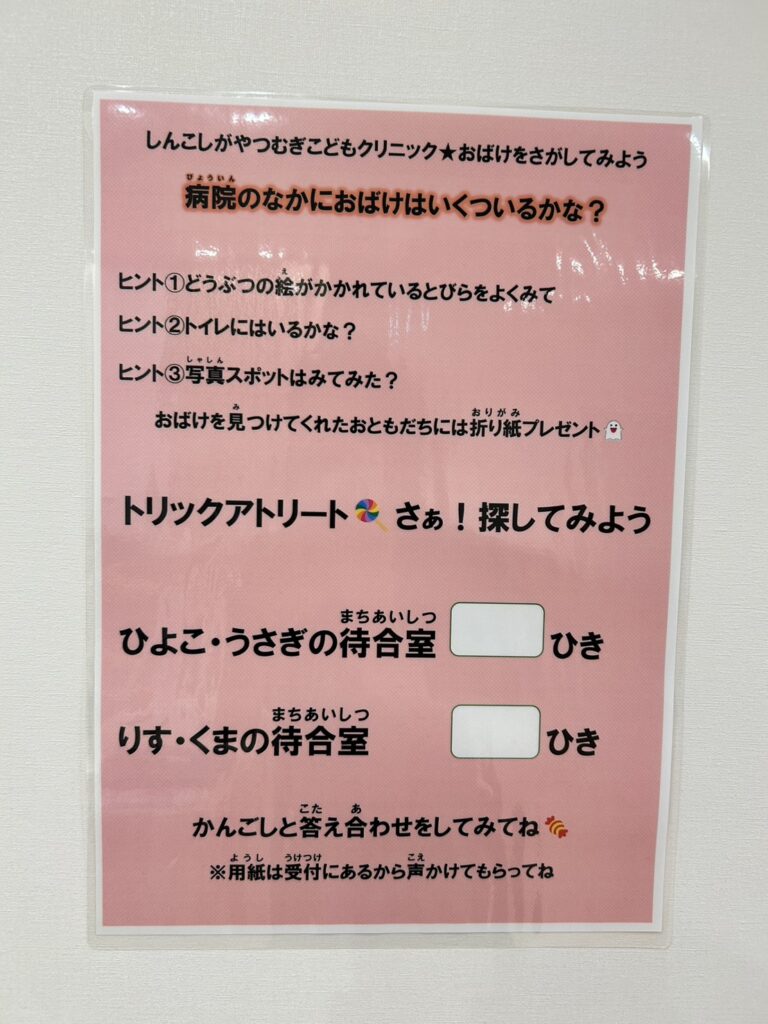 しんこしがやつむぎこどもクリニック★おばけをさがしてみよう
病院のなかにおばけはいくついるかな？
ヒント①どうぶつの絵がかかれているとびらをよくみて
ヒント②トイレにはいるかな？
ヒント③写真スポットはみてみた？
おばけを見つけてくれたおともだちには折り紙プレゼント👻
トリックアトリート🍭さぁ！探してみよう
ひよこ・うさぎの待合室 ひき
りす・くまの待合室 ひき
かんごしと答え合わせをしてみてね🍬
※用紙は受付にあるから声かけてもらってね